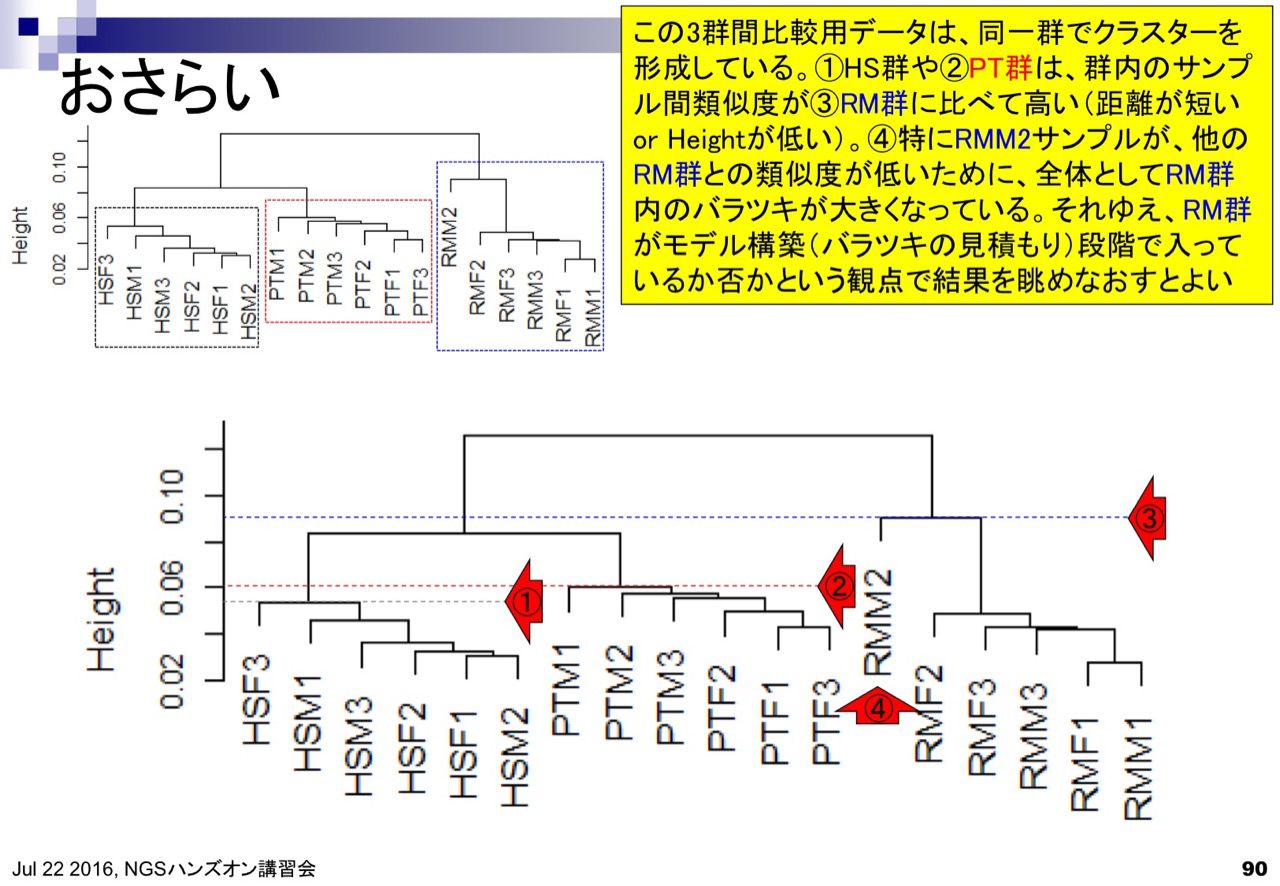 おさらい
この3群間比較用データは、同一群でクラスターを
形成している。①HS群や②PT群は、群内のサンプ
ル間類似度が③RM群に比べて高い（距離が短い
or Heightが低い）。④特にRMM2サンプルが、他の
RM群との類似度が低いために、全体としてRM群
内のバラツキが大きくなっている。それゆえ、RM群
がモデル構築（バラツキの見積もり）段階で入って
いるか否かという観点で結果を眺めなおすとよい
Height
0.02 0.06 0.10
HSF3
HSM1
HSM3
HSF2
HSF1
HSM2
PTM1
PTM2
PTM3
PTF2
PTF1
PTF3
RMM2
RMF2
RMF3
RMM3
RMF1
RMM1
Height
0.02 0.06 0.10
①
②
③
④
HSF3
HSM1
HSM3
HSF2
HSF1
HSM2
PTM1
PTM2
PTM3
PTF2
PTF1
PTF3
RMM2
RMF2
RMF3
RMM3
RMF1
RMM1
Jul 22 2016, NGSハンズオン講習会
90